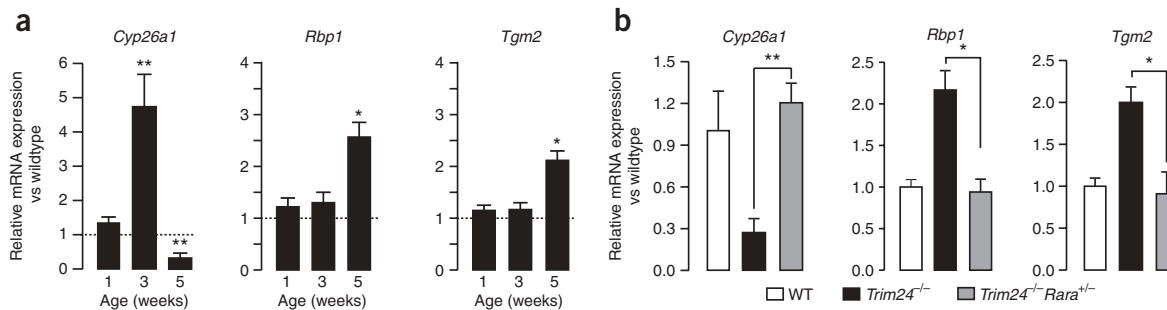 a
Cyp26a1
Rbp1
Tgm2
Relative mRNA expression
vs wildtype
6
5
4
3
2
1
0
**
**
1 3 5
Age (weeks)
4
3
2
1
0
*
1 3 5
Age (weeks)
4
3
2
1
0
*
1 3 5
Age (weeks)
b
Cyp26a1
Rbp1
Tgm2
Relative mRNA expression
vs wildtype
1.5
1.2
0.9
0.6
0.3
0.0
**
2.5
2.0
1.5
1.0
0.5
0.0
*
2.5
2.0
1.5
1.0
0.5
0.0
*
WT Trim24−/− Trim24−/−Rara+/−